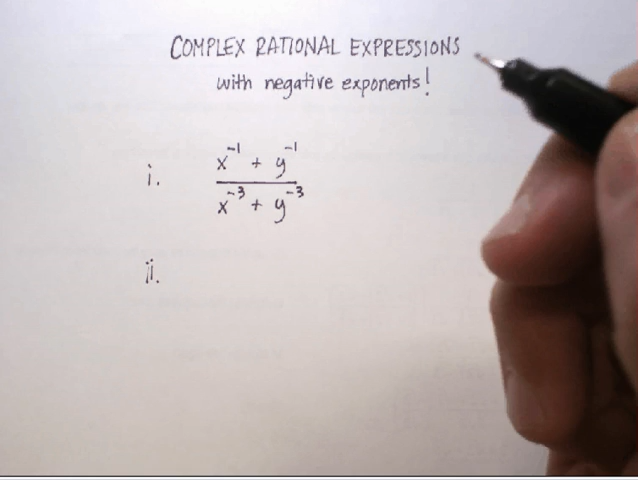 COMPLEX RATIONAL EXPRESSIONS
with negative exponents!
i. x⁻¹ + y⁻¹
x⁻³ + y⁻³
ii.